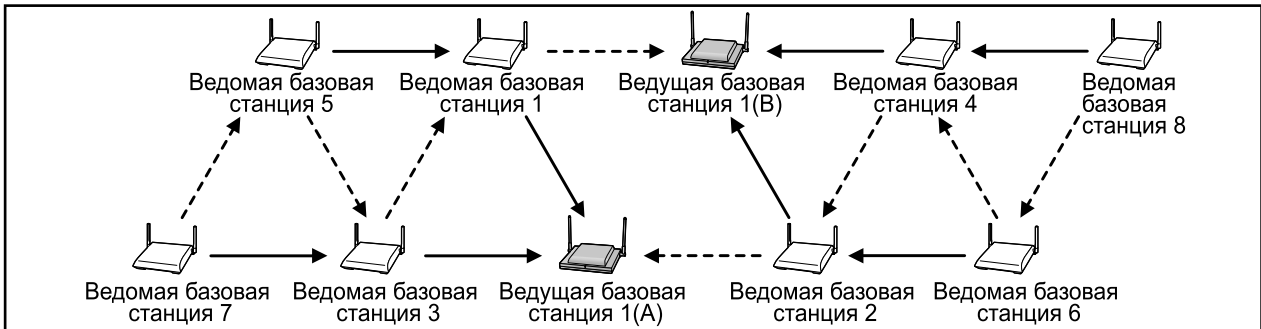 Ведомая базовая
станция 5
Ведомая базовая
станция 1
Ведущая базовая
станция 1(B)
Ведомая базовая
станция 4
Ведомая
базовая
станция 8
Ведомая базовая
станция 7
Ведомая базовая
станция 3
Ведущая базовая
станция 1(A)
Ведомая базовая
станция 2
Ведомая базовая
станция 6